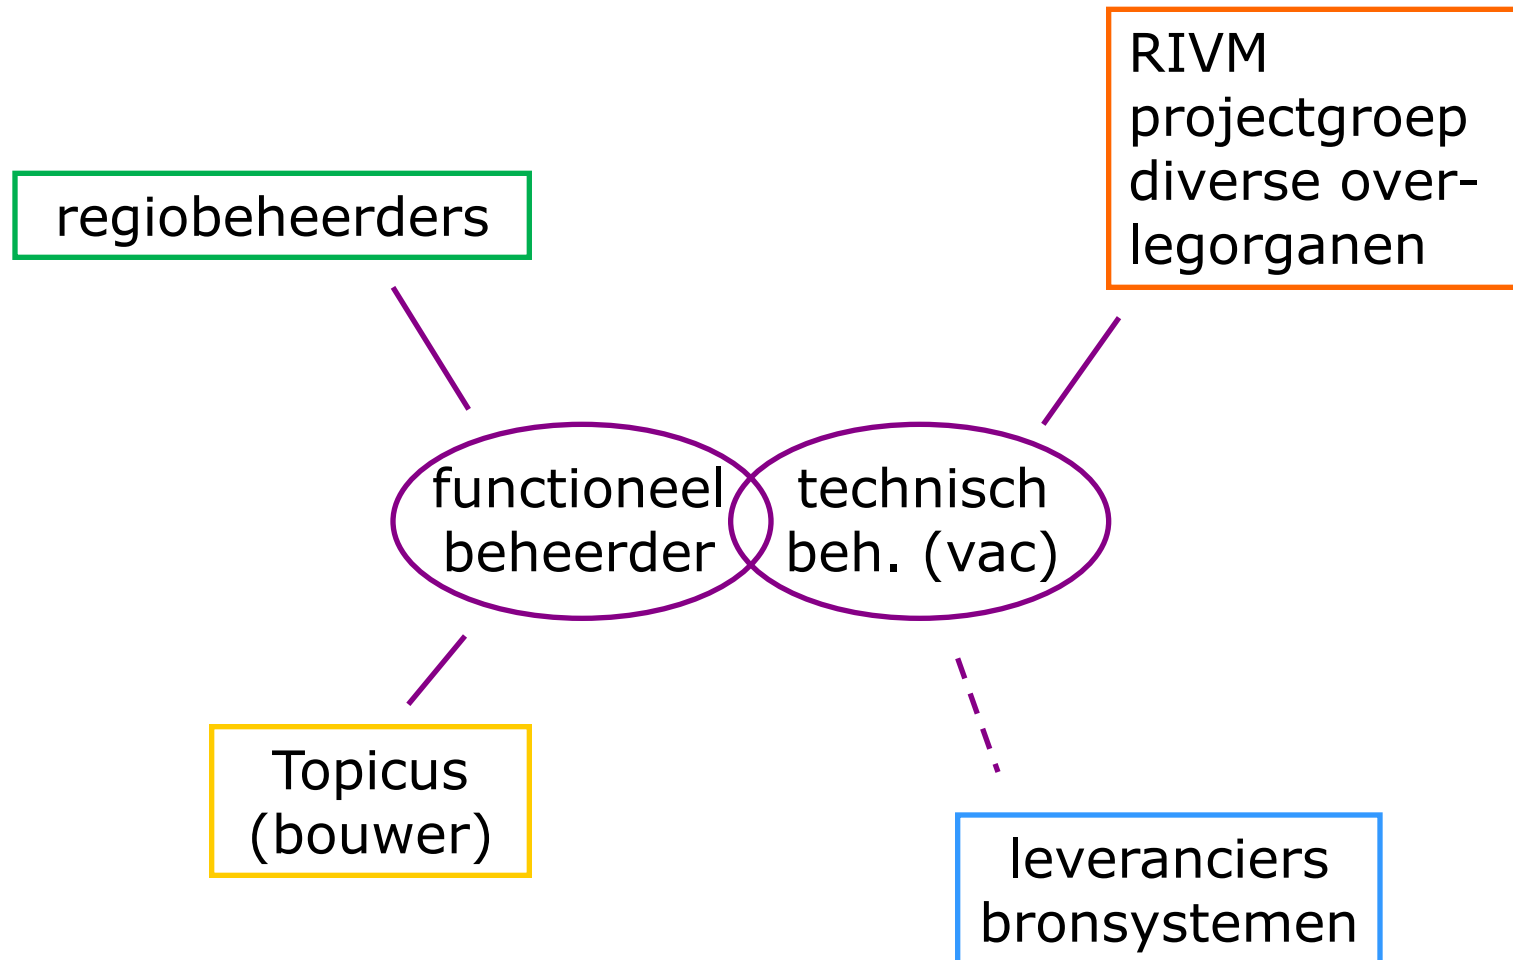 RIVM
projectgroep
diverse over-
legorganen
regiobeheerders
functioneel
beheerder
technisch
beh. (vac)
Topicus
(bouwer)
leveranciers
bronsystemen